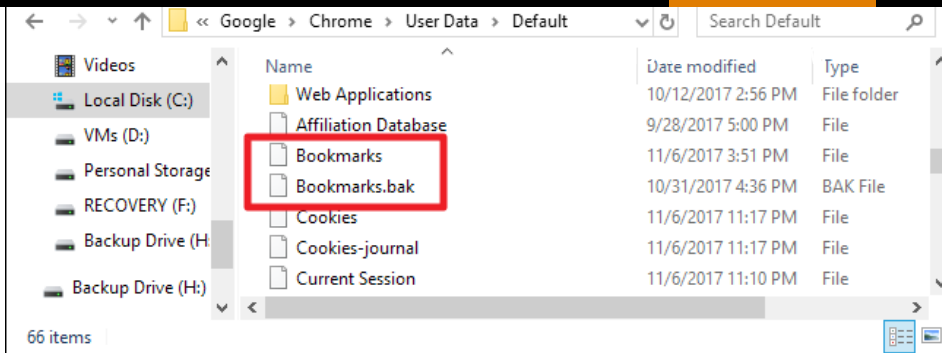 « Google > Chrome > User Data > Default
Search Default
Name Date modified Type
Videos
Local Disk (C:)
VMs (D:)
Personal Storage
RECOVERY (F:)
Backup Drive (H:
Backup Drive (H:)
Web Applications 10/12/2017 2:56 PM File folder
Affiliation Database 9/28/2017 5:00 PM File
Bookmarks 11/6/2017 3:51 PM File
Bookmarks.bak 10/31/2017 4:36 PM BAK File
Cookies 11/6/2017 11:17 PM File
Cookies-journal 11/6/2017 11:17 PM File
Current Session 11/6/2017 11:10 PM File
66 items